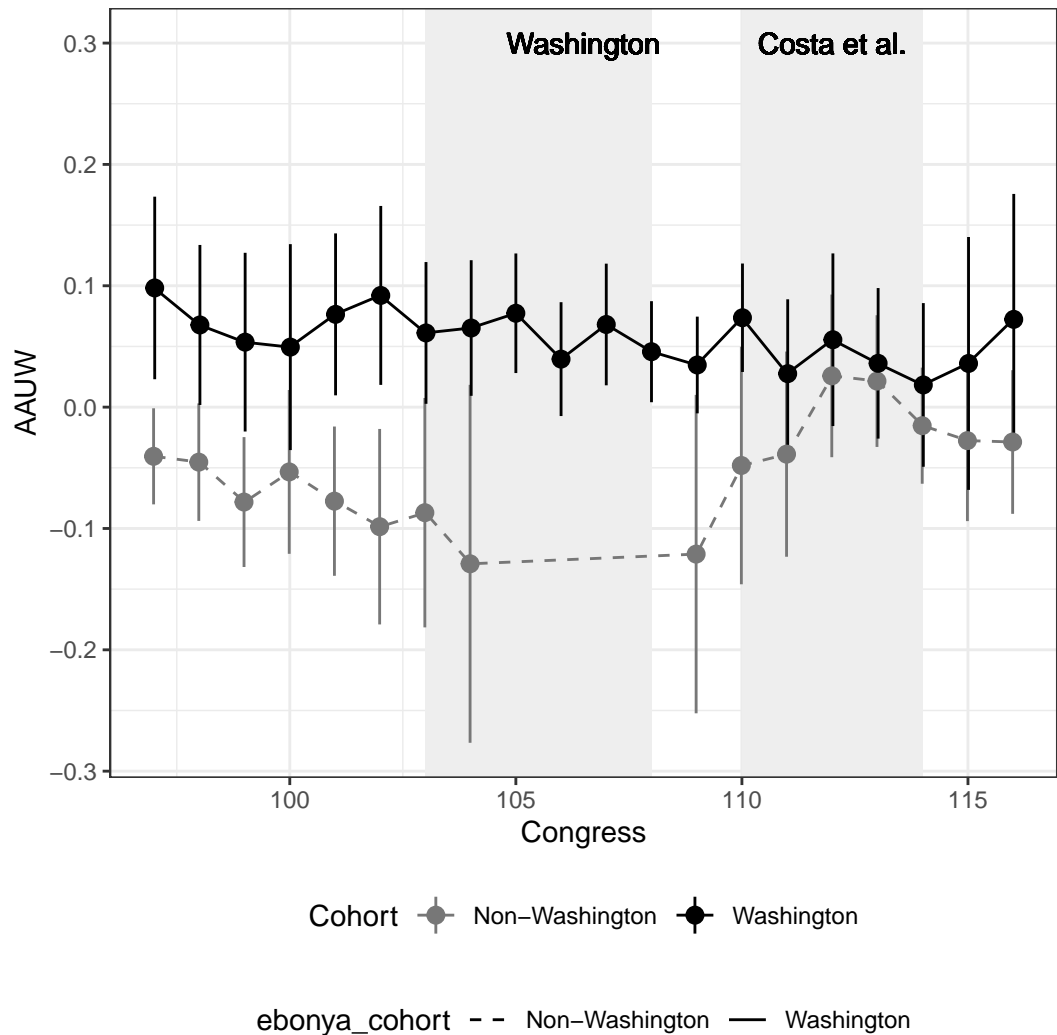 Washington Costa et al.
0.3
0.2
0.1
0.0
−0.1
−0.2
−0.3
AAUW
100 105 110 115
Congress
Cohort Non−Washington Washington
ebonya_cohort Non−Washington Washington